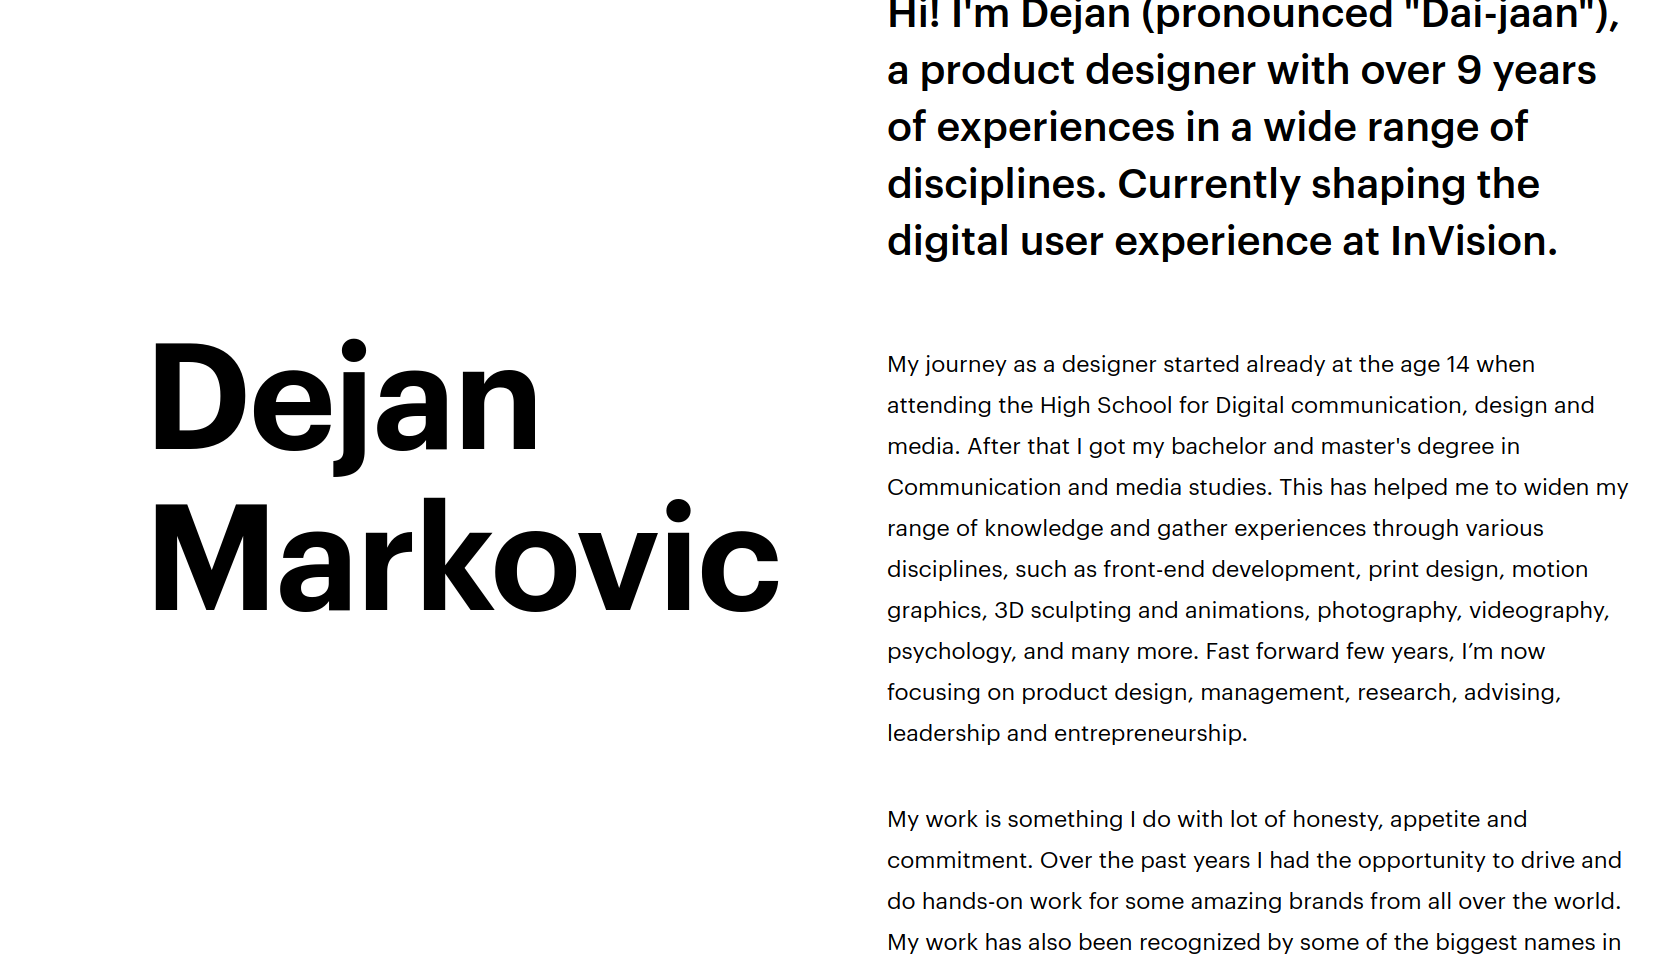 Dejan
Markovic
Hi! I'm Dejan (pronounced "Dai-jaan"),
a product designer with over 9 years
of experiences in a wide range of
disciplines. Currently shaping the
digital user experience at InVision.
My journey as a designer started already at the age 14 when
attending the High School for Digital communication, design and
media. After that I got my bachelor and master's degree in
Communication and media studies. This has helped me to widen my
range of knowledge and gather experiences through various
disciplines, such as front-end development, print design, motion
graphics, 3D sculpting and animations, photography, videography,
psychology, and many more. Fast forward few years, I’m now
focusing on product design, management, research, advising,
leadership and entrepreneurship.
My work is something I do with lot of honesty, appetite and
commitment. Over the past years I had the opportunity to drive and
do hands-on work for some amazing brands from all over the world.
My work has also been recognized by some of the biggest names in